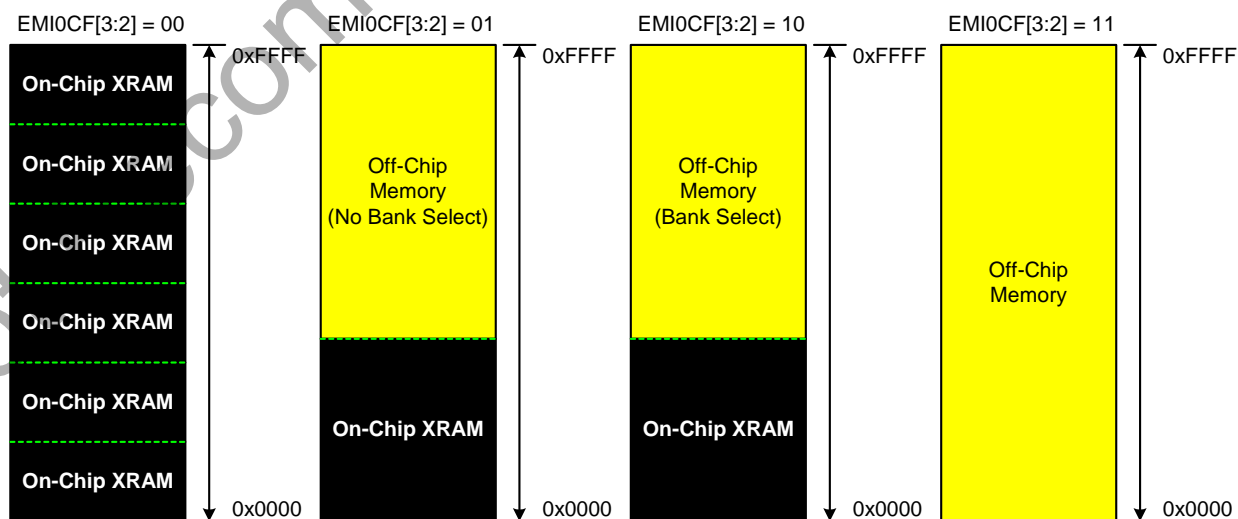 EMI0CF[3:2] = 00
0xFFFF
On-Chip XRAM
On-Chip XRAM
On-Chip XRAM
On-Chip XRAM
On-Chip XRAM
On-Chip XRAM
0x0000
EMI0CF[3:2] = 01
0xFFFF
Off-Chip
Memory
(No Bank Select)
On-Chip XRAM
0x0000
EMI0CF[3:2] = 10
0xFFFF
Off-Chip
Memory
(Bank Select)
On-Chip XRAM
0x0000
EMI0CF[3:2] = 11
0xFFFF
Off-Chip
Memory
0x0000